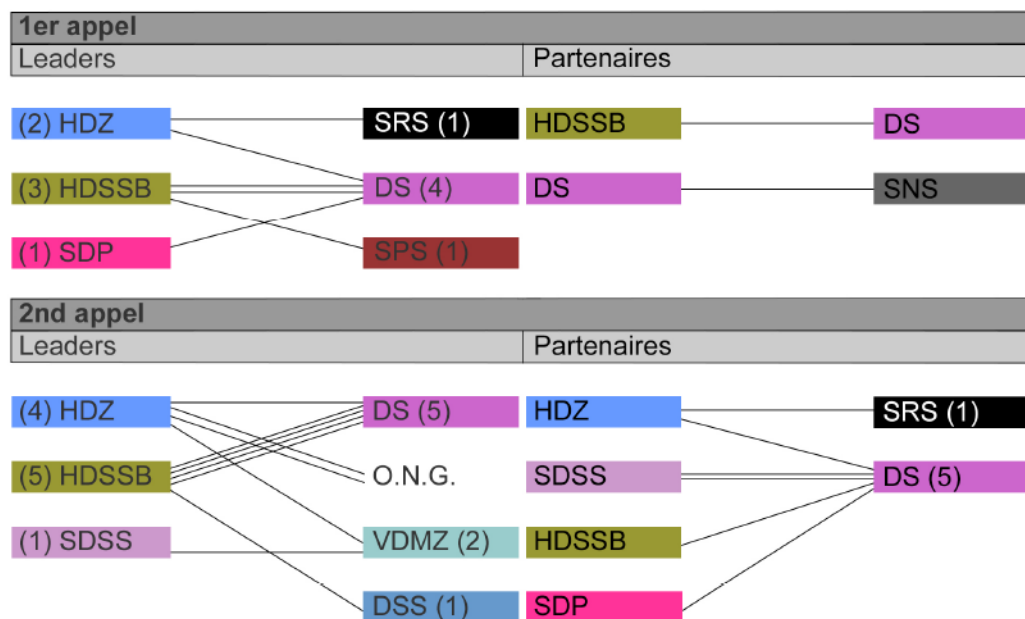 1er appel
Leaders Partenaires
(2) HDZ SRS (1) HDSSB DS
(3) HDSSB DS (4) DS SNS
(1) SDP SPS (1)
2nd appel
Leaders Partenaires
(4) HDZ DS (5) HDZ SRS (1)
(5) HDSSB O.N.G. SDSS DS (5)
(1) SDSS VDMZ (2) HDSSB
DSS (1) SDP